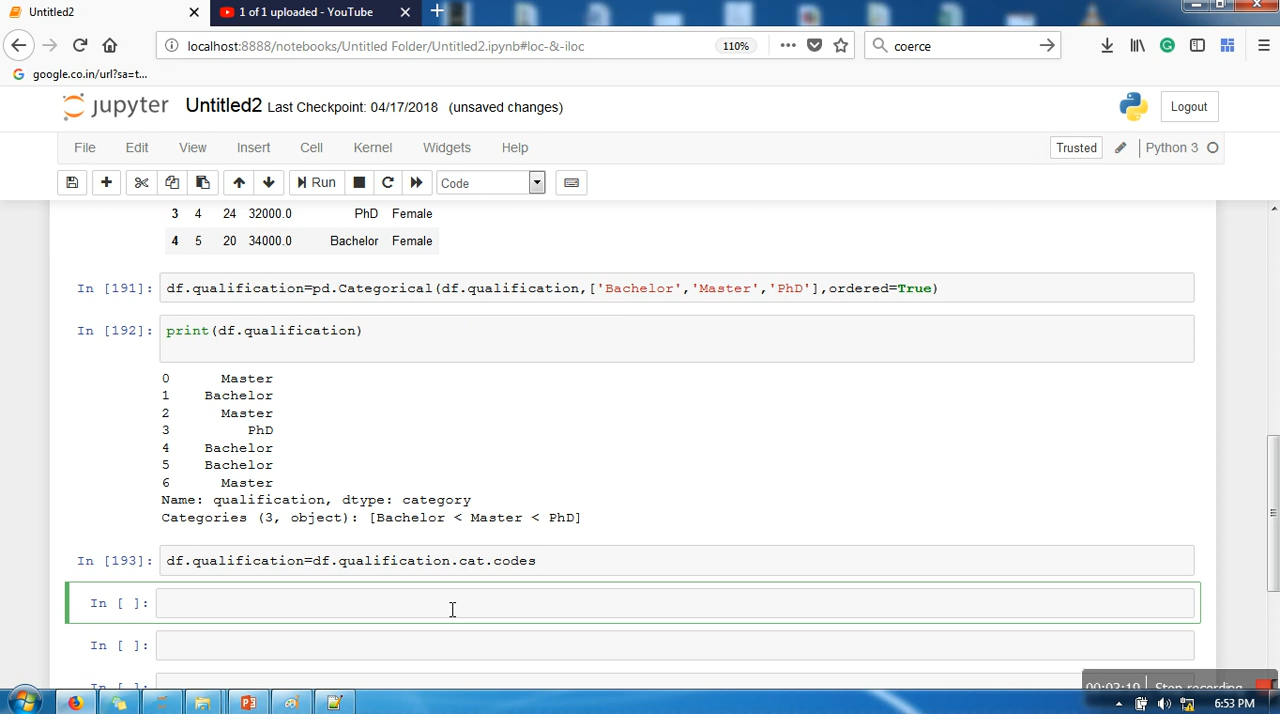 Untitled2 × 1 of 1 uploaded - YouTube × +
localhost:8888/notebooks/Untitled Folder/Untitled2.ipynb#loc-&-iloc 110% coerce
google.co.in/url?sa=t...
jupyter Untitled2 Last Checkpoint: 04/17/2018 (unsaved changes) Logout
File Edit View Insert Cell Kernel Widgets Help Trusted Python 3
Run Code
3 4 24 32000.0 PhD Female
4 5 20 34000.0 Bachelor Female
In [191]: df.qualification=pd.Categorical(df.qualification,['Bachelor','Master','PhD'],ordered=True)
In [192]: print(df.qualification)
0 Master
1 Bachelor
2 Master
3 PhD
4 Bachelor
5 Bachelor
6 Master
Name: qualification, dtype: category
Categories (3, object): [Bachelor < Master < PhD]
In [193]: df.qualification=df.qualification.cat.codes
In [ ]:
In [ ]:
In [ ]:
00:02:19 Stop recording
6:53 PM